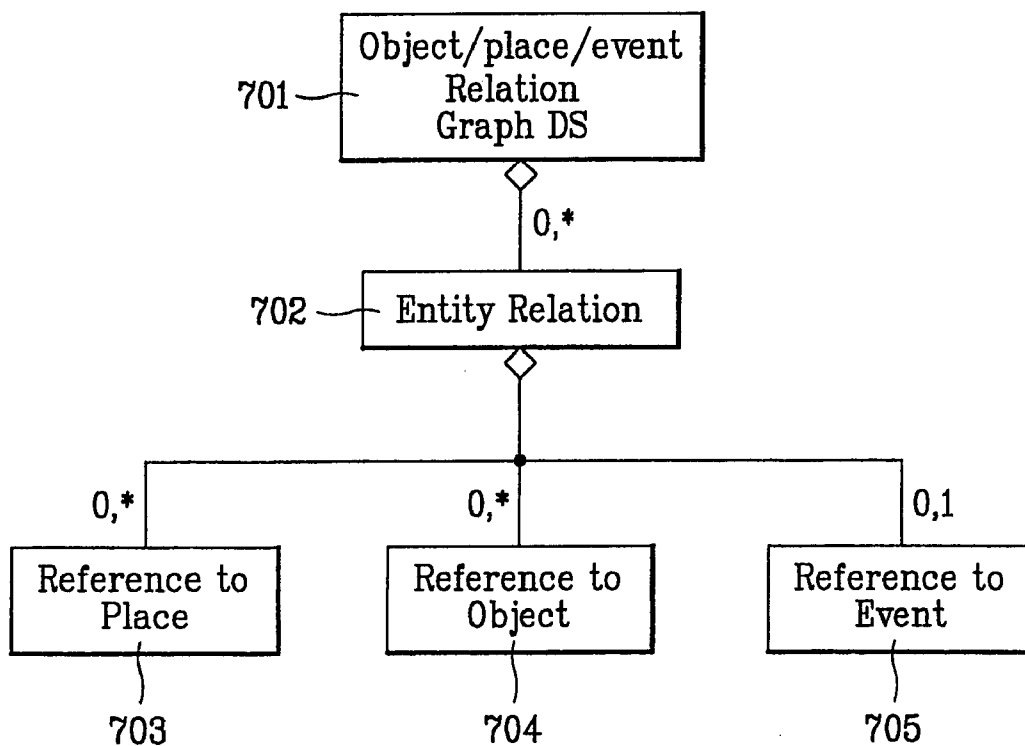 Object/place/event
Relation
Graph DS
701
0,*
702
Entity Relation
0,*
0,*
0,1
Reference to
Place
Reference to
Object
Reference to
Event
703
704
705